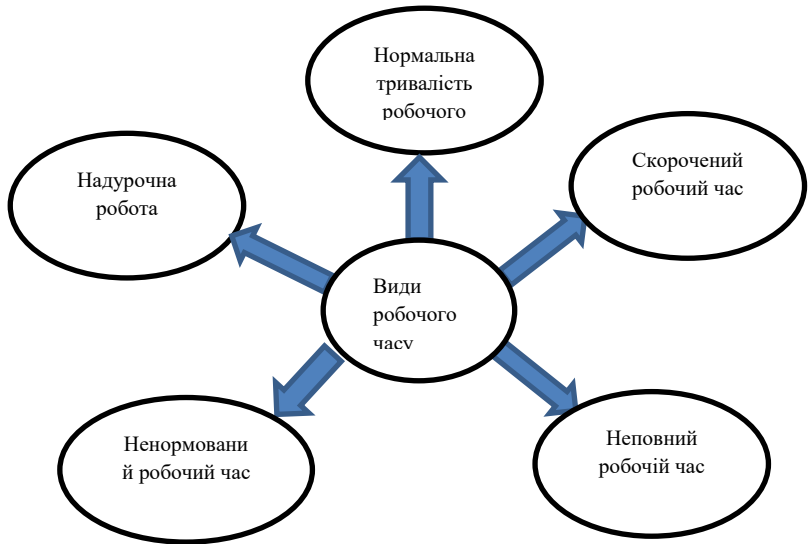 Нормальна
тривалість
робочого
Скорочений
робочий час
Надурочна
робота
Види
робочого
часу
Ненормовани
й робочий час
Неповний
робочій час